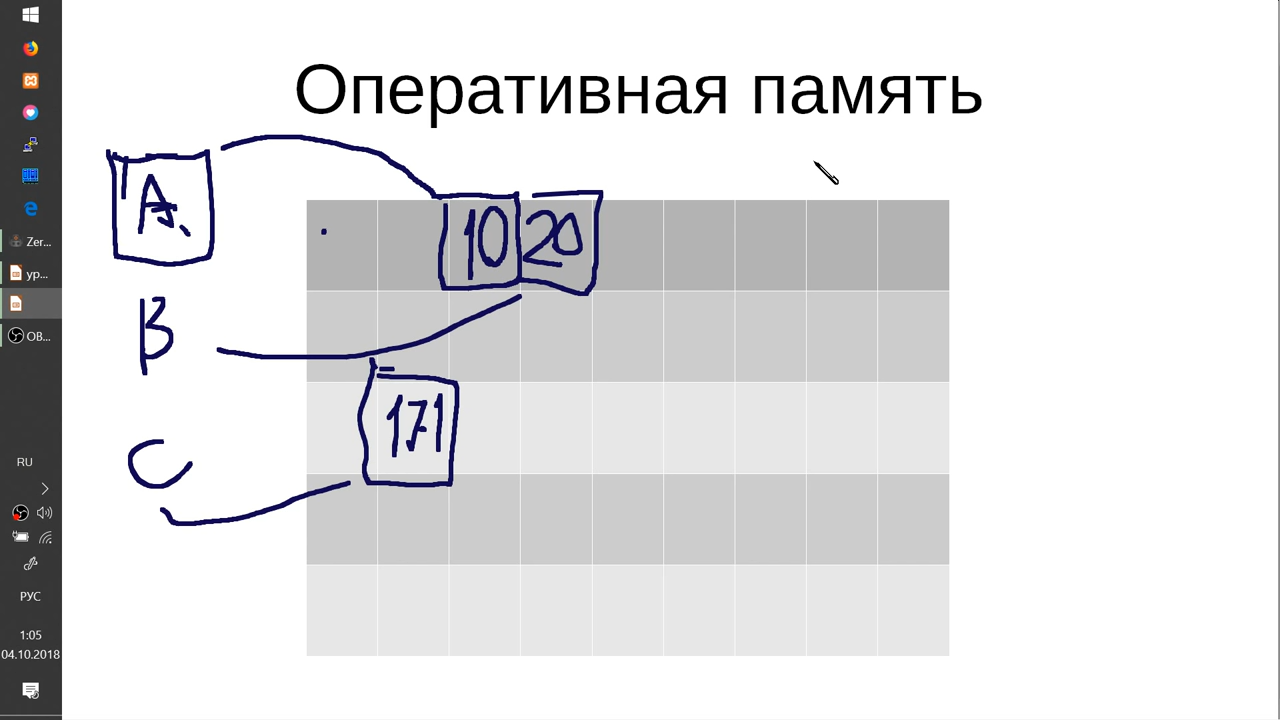 Оперативная память
A.
10 20
B
171
C
Zer...
ур...
OB...
RU
РУС
1:05
04.10.2018